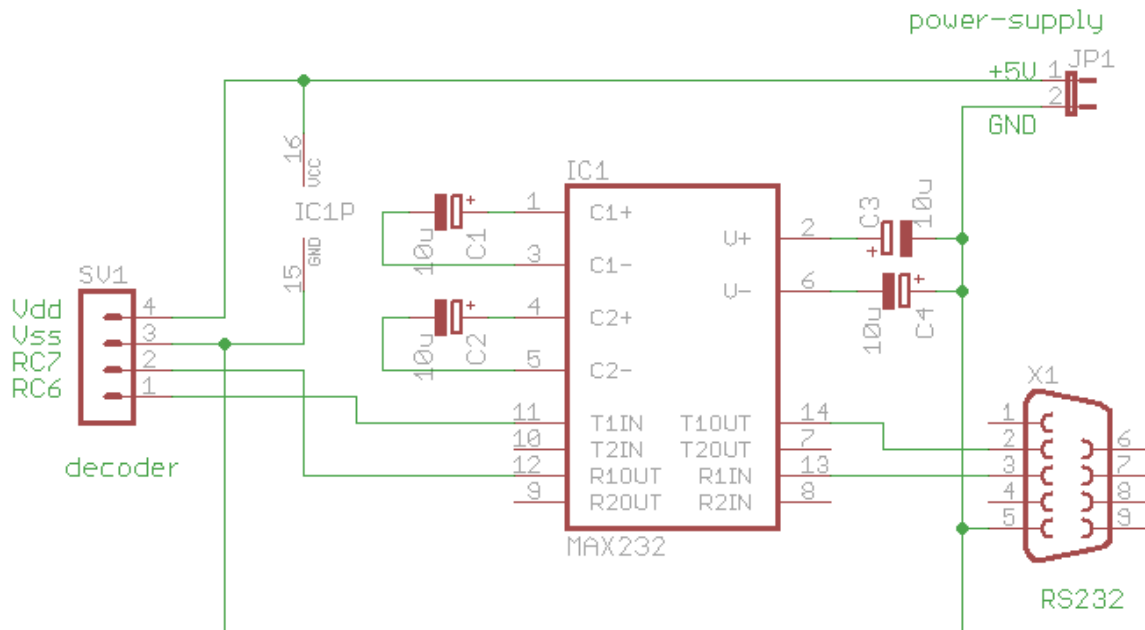 power-supply
JP1
+5V
1
2
GND
16
VCC
IC1P
GND
15
IC1
C1+
C1-
C2+
C2-
T1IN
T2IN
R1OUT
R2OUT
V+
V-
T1OUT
T2OUT
R1IN
R2IN
MAX232
1
3
4
5
11
10
12
9
2
6
14
7
13
8
+
10u
C1
+
10u
C2
C3
10u
+
+
10u
C4
SV1
Vdd
4
Vss
3
RC7
2
RC6
1
decoder
X1
1
2
3
4
5
6
7
8
9
RS232